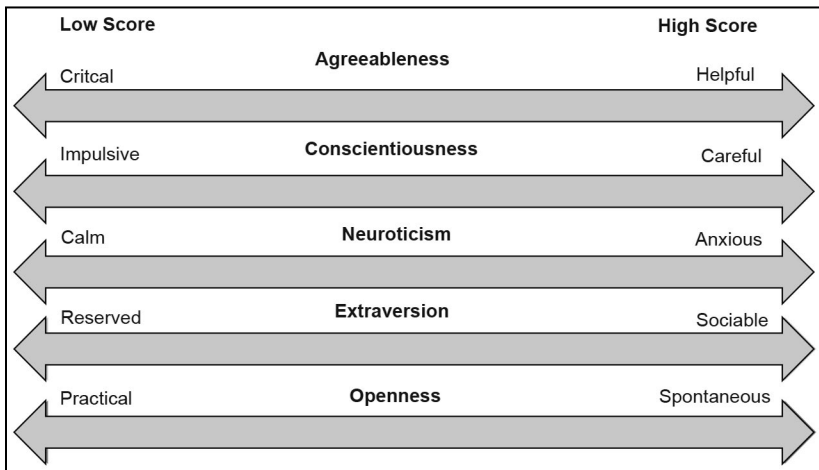 Low Score High Score
Agreeableness
Critcal Helpful
Conscientiousness
Impulsive Careful
Neuroticism
Calm Anxious
Extraversion
Reserved Sociable
Openness
Practical Spontaneous